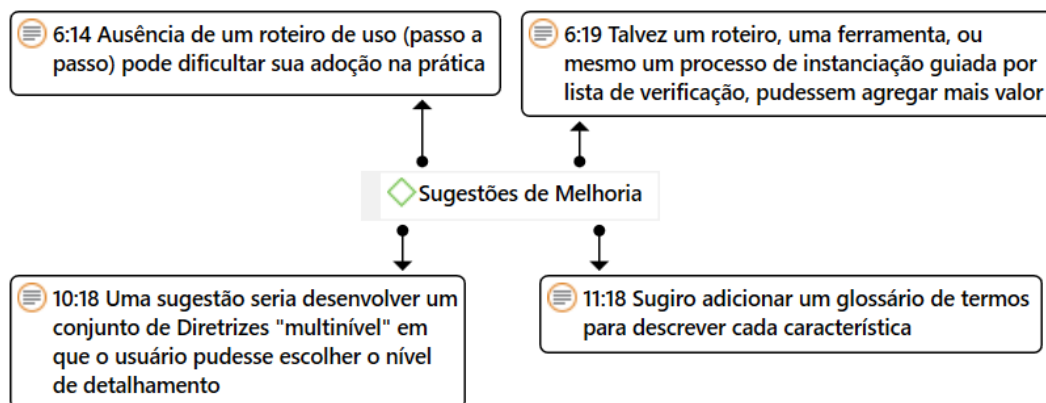 6:14 Ausência de um roteiro de uso (passo a
passo) pode dificultar sua adoção na prática
6:19 Talvez um roteiro, uma ferramenta, ou
mesmo um processo de instanciação guiada por
lista de verificação, pudessem agregar mais valor
Sugestões de Melhoria
10:18 Uma sugestão seria desenvolver um
conjunto de Diretrizes "multinível" em
que o usuário pudesse escolher o nível
de detalhamento
11:18 Sugiro adicionar um glossário de termos
para descrever cada característica